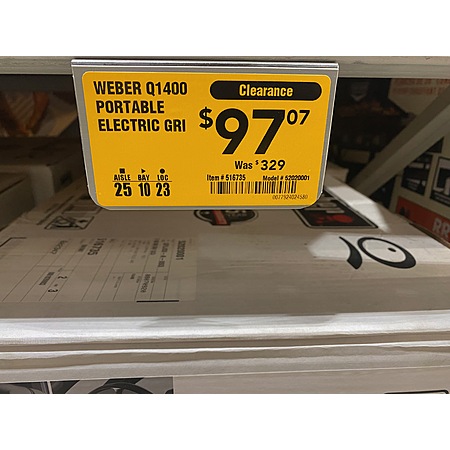 WEBER Q1400
PORTABLE
ELECTRIC GRI
Clearance
$97.07
Was $329
AISLE BAY LOC
25 10 23
Item # 516735 Model # 52020001